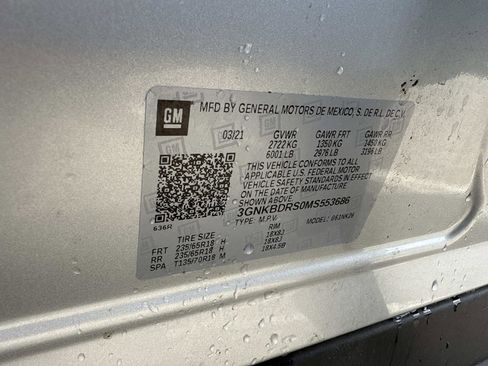 GM
MFD BY GENERAL MOTORS DE MEXICO, S. DE R.L. DE C.V.
03/21 GVWR GAWR FRT GAWR RR
2722 KG 1350 KG 1450 KG
6001 LB 2976 LB 3196 LB
THIS VEHICLE CONFORMS TO ALL
APPLICABLE U.S. FEDERAL MOTOR
VEHICLE SAFETY STANDARDS IN EFFECT
ON THE DATE OF MANUFACTURE
SHOWN ABOVE.
3GNKBDRS0MS553686
TYPE: M.P.V. MODEL:
636R
TIRE SIZE RIM
FRT 235/65R18 H 18X8J
RR 235/65R18 H 18X8J
SPA T135/70R18 M 18X4.5B